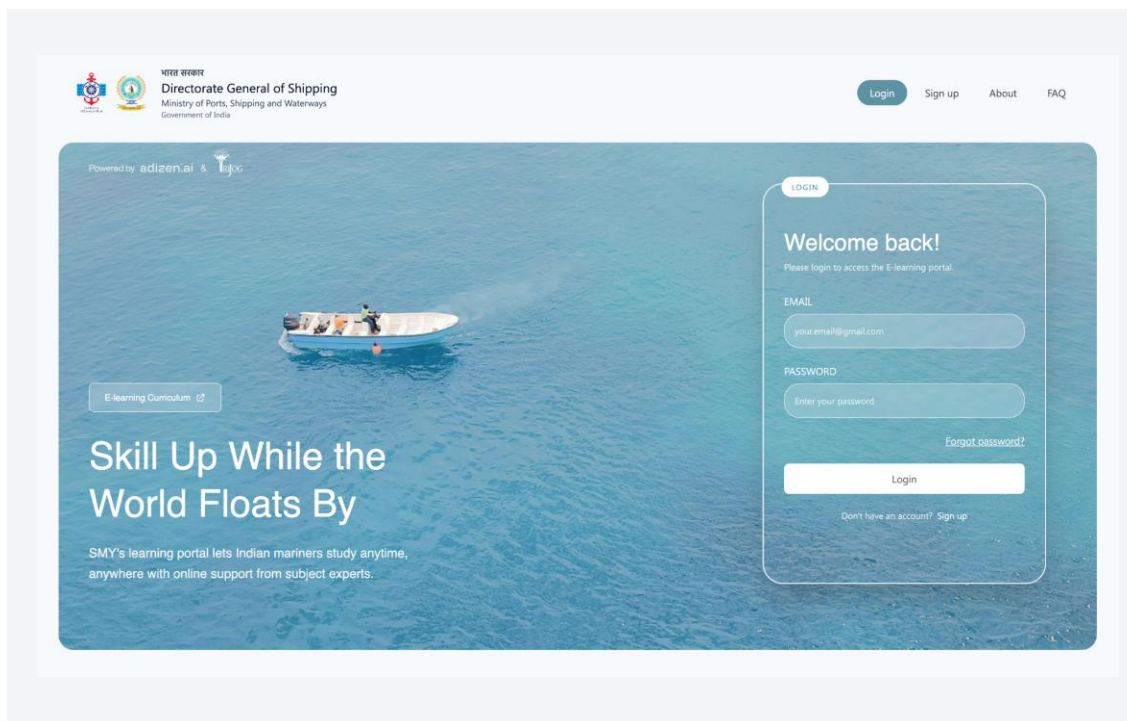 भारत सरकार
Directorate General of Shipping
Ministry of Ports, Shipping and Waterways
Government of India
Login
Sign up
About
FAQ
Powered by adizen.ai &
LOGIN
Welcome back!
Please login to access the E-learning portal.
EMAIL
your.email@gmail.com
PASSWORD
Enter your password
Forgot password?
Login
Don't have an account? Sign up
E-learning Curriculum
Skill Up While the
World Floats By
SMY's learning portal lets Indian mariners study anytime,
anywhere with online support from subject experts.